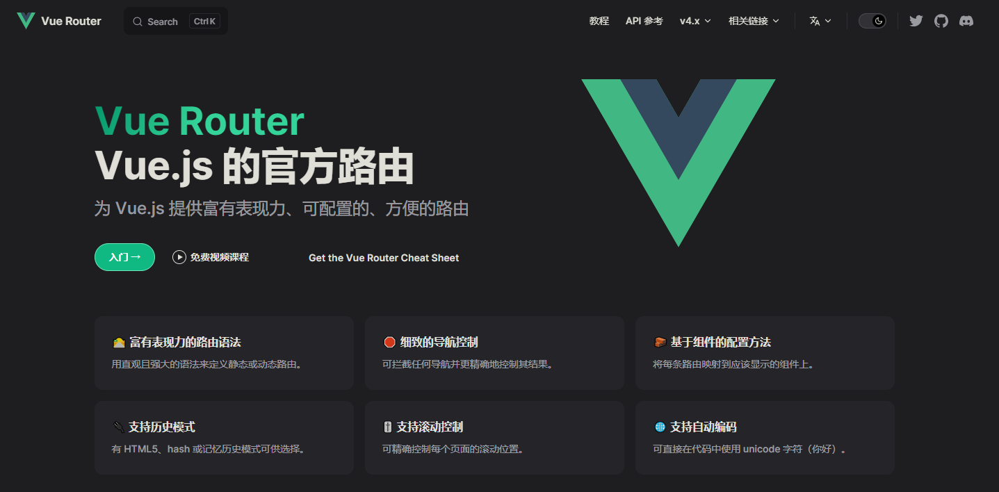 Vue Router
Search Ctrl K
教程 API 参考 v4.x 相关链接
Vue Router
Vue.js 的官方路由
为 Vue.js 提供富有表现力、可配置的、方便的路由
入门 →
免费视频课程
Get the Vue Router Cheat Sheet
富有表现力的路由语法
用直观且强大的语法来定义静态或动态路由。
细致的导航控制
可拦截任何导航并更精确地控制其结果。
基于组件的配置方法
将每条路由映射到应该显示的组件上。
支持历史模式
有 HTML5、hash 或记忆历史模式可供选择。
支持滚动控制
可精确控制每个页面的滚动位置。
支持自动编码
可直接在代码中使用 unicode 字符（你好）。